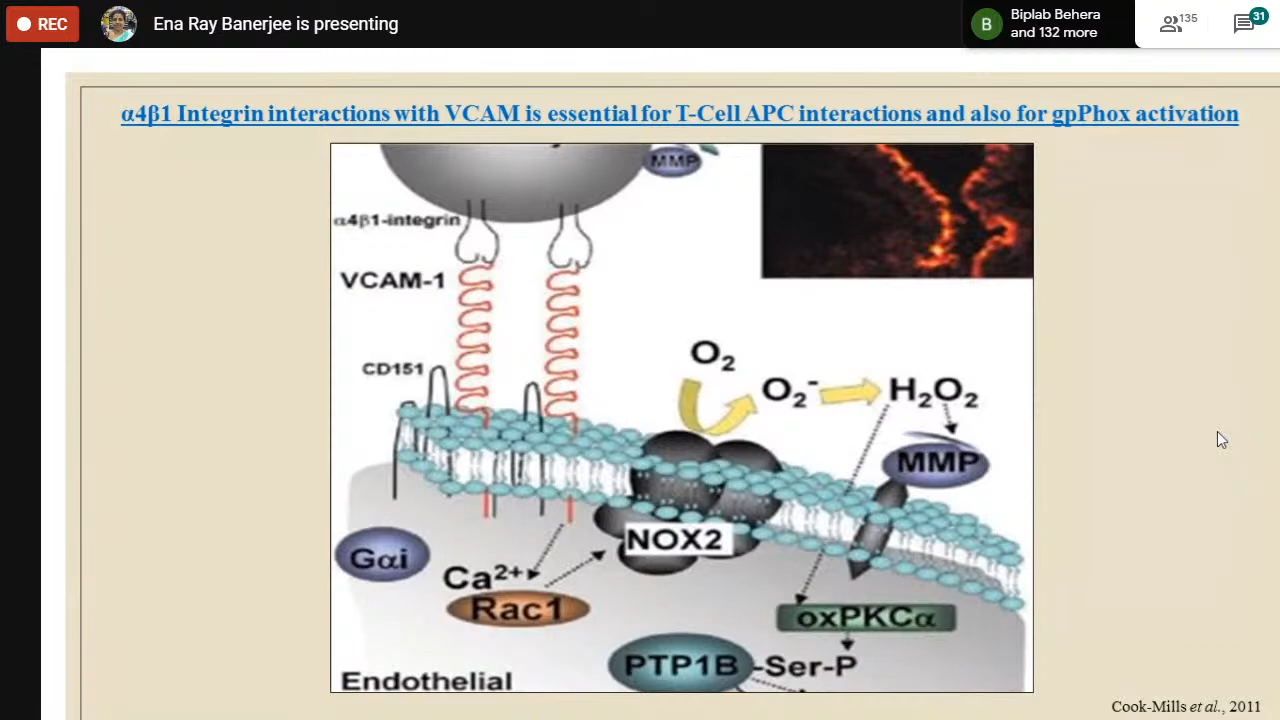 REC
Ena Ray Banerjee is presenting
B
Biplab Behera
and 132 more
135
31
α4β1 Integrin interactions with VCAM is essential for T-Cell APC interactions and also for gpPhox activation
MMP
α4β1-integrin
VCAM-1
CD151
O₂
O₂⁻
H₂O₂
MMP
NOX2
Gαi
Ca²⁺
Rac1
oxPKCα
PTP1B
-Ser-P
Endothelial
Cook-Mills et al., 2011